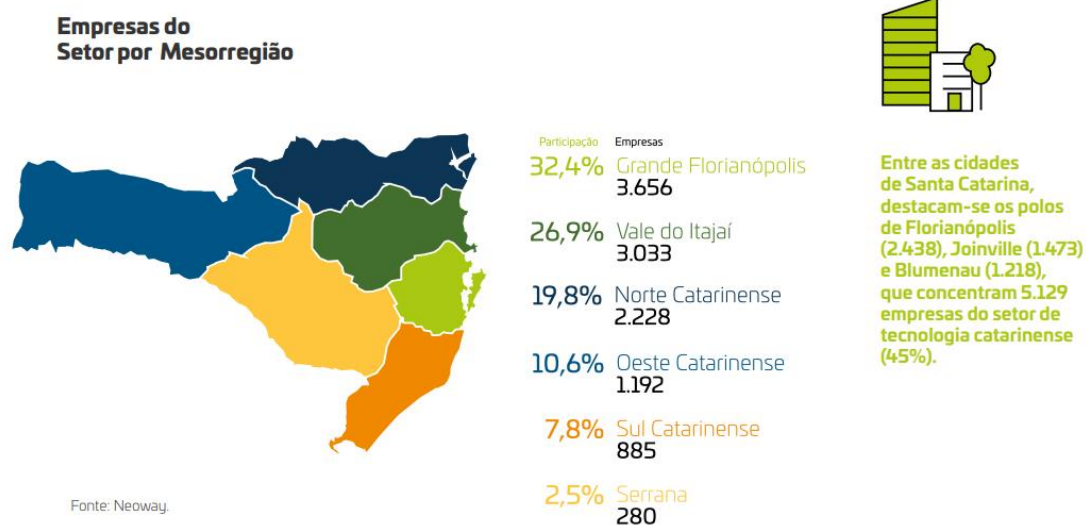 Empresas do
Setor por Mesorregião
Participação Empresas
32,4% Grande Florianópolis
3.656
26,9% Vale do Itajaí
3.033
19,8% Norte Catarinense
2.228
10,6% Oeste Catarinense
1.192
7,8% Sul Catarinense
885
2,5% Serrana
280
Entre as cidades
de Santa Catarina,
destacam-se os polos
de Florianópolis
(2.438), Joinville (1.473)
e Blumenau (1.218),
que concentram 5.129
empresas do setor de
tecnologia catarinense
(45%).
Fonte: Neoway.